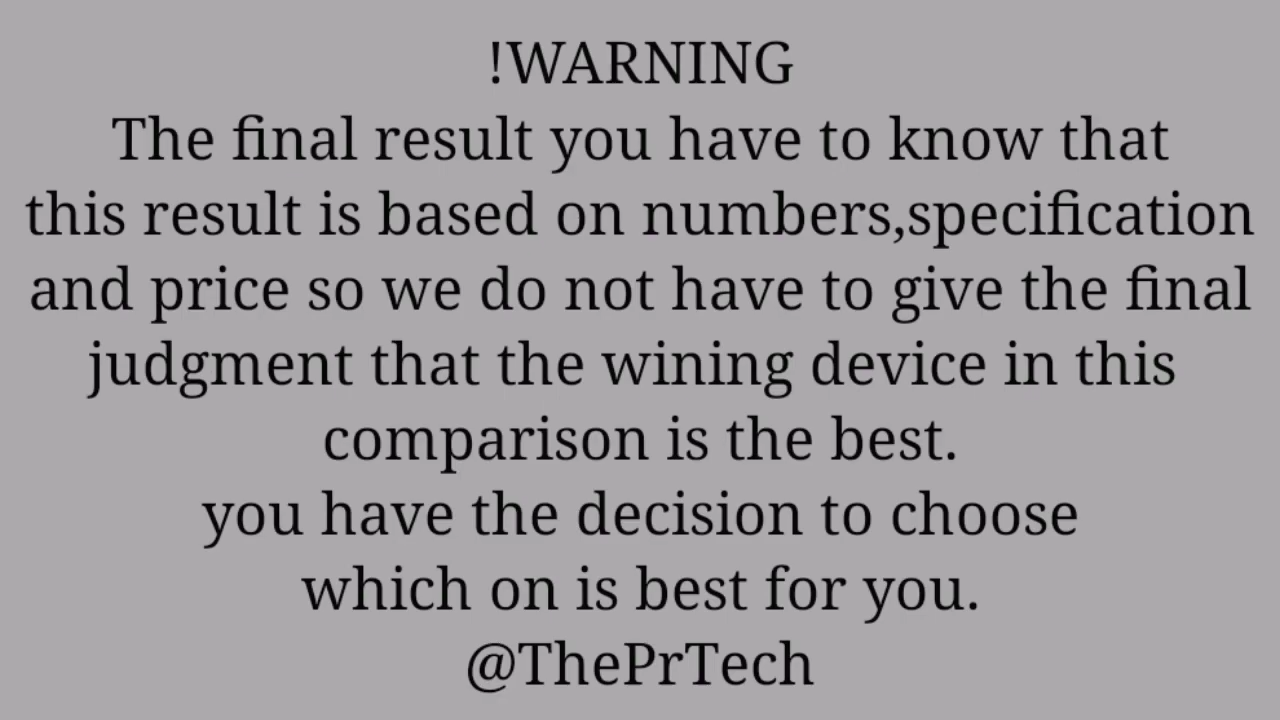 !WARNING
The final result you have to know that
this result is based on numbers,specification
and price so we do not have to give the final
judgment that the wining device in this
comparison is the best.
you have the decision to choose
which on is best for you.
@ThePrTech